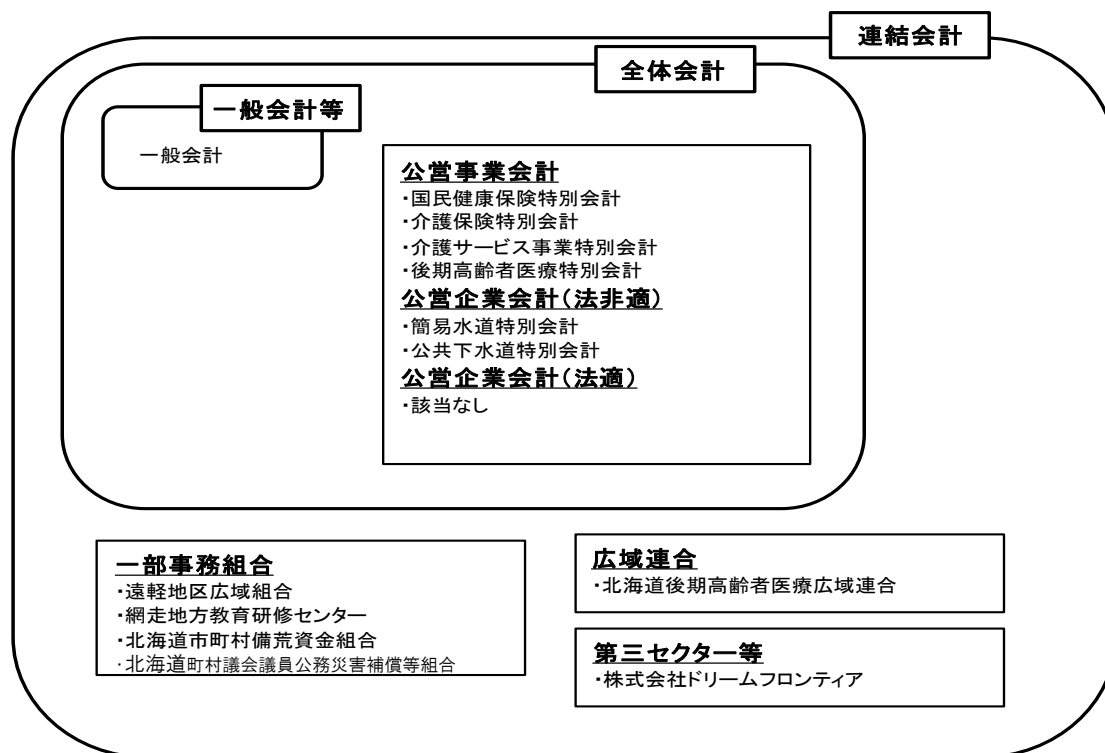 連結会計
全体会計
一般会計等
一般会計
公営事業会計
・国民健康保険特別会計
・介護保険特別会計
・介護サービス事業特別会計
・後期高齢者医療特別会計
公営企業会計(法非適)
・簡易水道特別会計
・公共下水道特別会計
公営企業会計(法適)
・該当なし
一部事務組合
・遠軽地区広域組合
・網走地方教育研修センター
・北海道市町村備荒資金組合
・北海道町村議会議員公務災害補償等組合
広域連合
・北海道後期高齢者医療広域連合
第三セクター等
・株式会社ドリームフロンティア